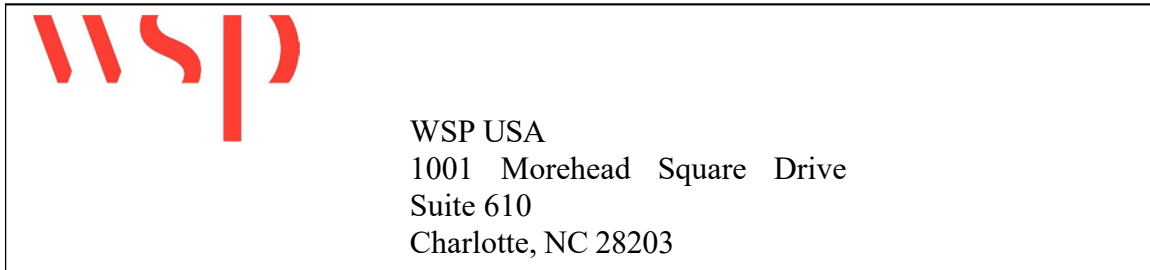 wsp
WSP USA
1001 Morehead Square Drive
Suite 610
Charlotte, NC 28203